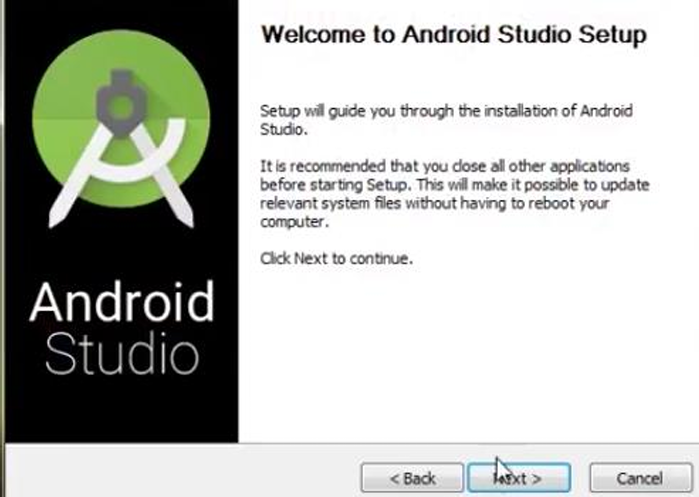 Welcome to Android Studio Setup
Setup will guide you through the installation of Android
Studio.
It is recommended that you close all other applications
before starting Setup. This will make it possible to update
relevant system files without having to reboot your
computer.
Click Next to continue.
Android
Studio
< Back
Next >
Cancel